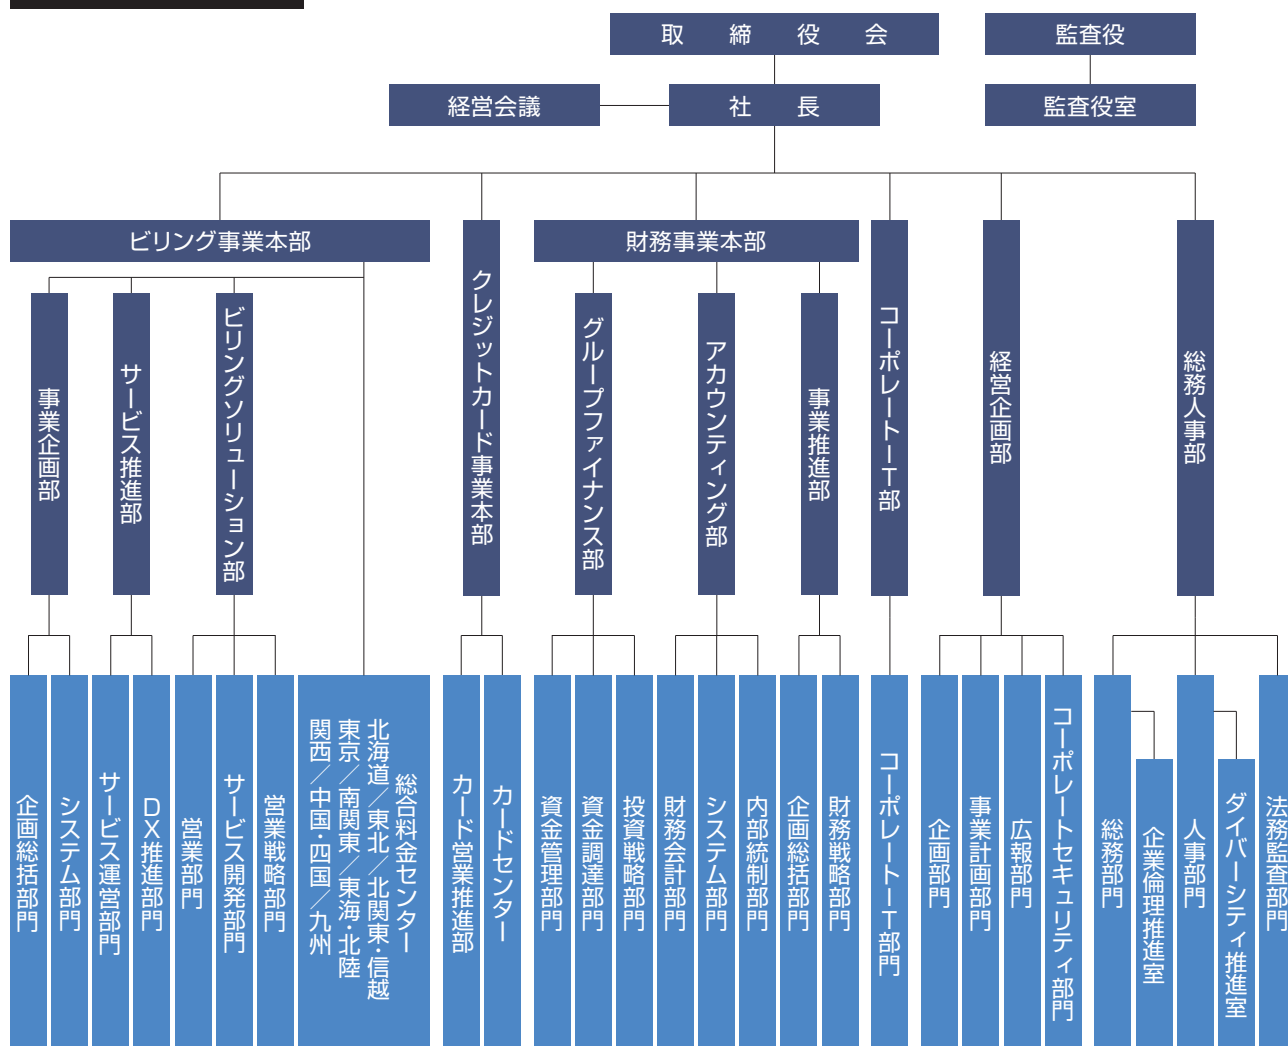 取締役会
監査役
経営会議
社長
監査役室
ビリング事業本部
クレジットカード事業本部
財務事業本部
コーポレートIT部
経営企画部
総務人事部
事業企画部
サービス推進部
ビリングソリューション部
グループファイナンス部
アカウンティング部
事業推進部
企画総括部門
システム部門
サービス運営部門
DX推進部門
営業部門
サービス開発部門
営業戦略部門
総合料金センター
北海道／東北／北関東・信越
東京／南関東／東海・北陸
関西／中国・四国／九州
カード営業推進部
カードセンター
資金管理部門
資金調達部門
投資戦略部門
財務会計部門
システム部門
内部統制部門
企画総括部門
財務戦略部門
コーポレートIT部門
企画部門
事業計画部門
広報部門
コーポレートセキュリティ部門
総務部門
企業倫理推進室
人事部門
ダイバーシティ推進室
法務監査部門